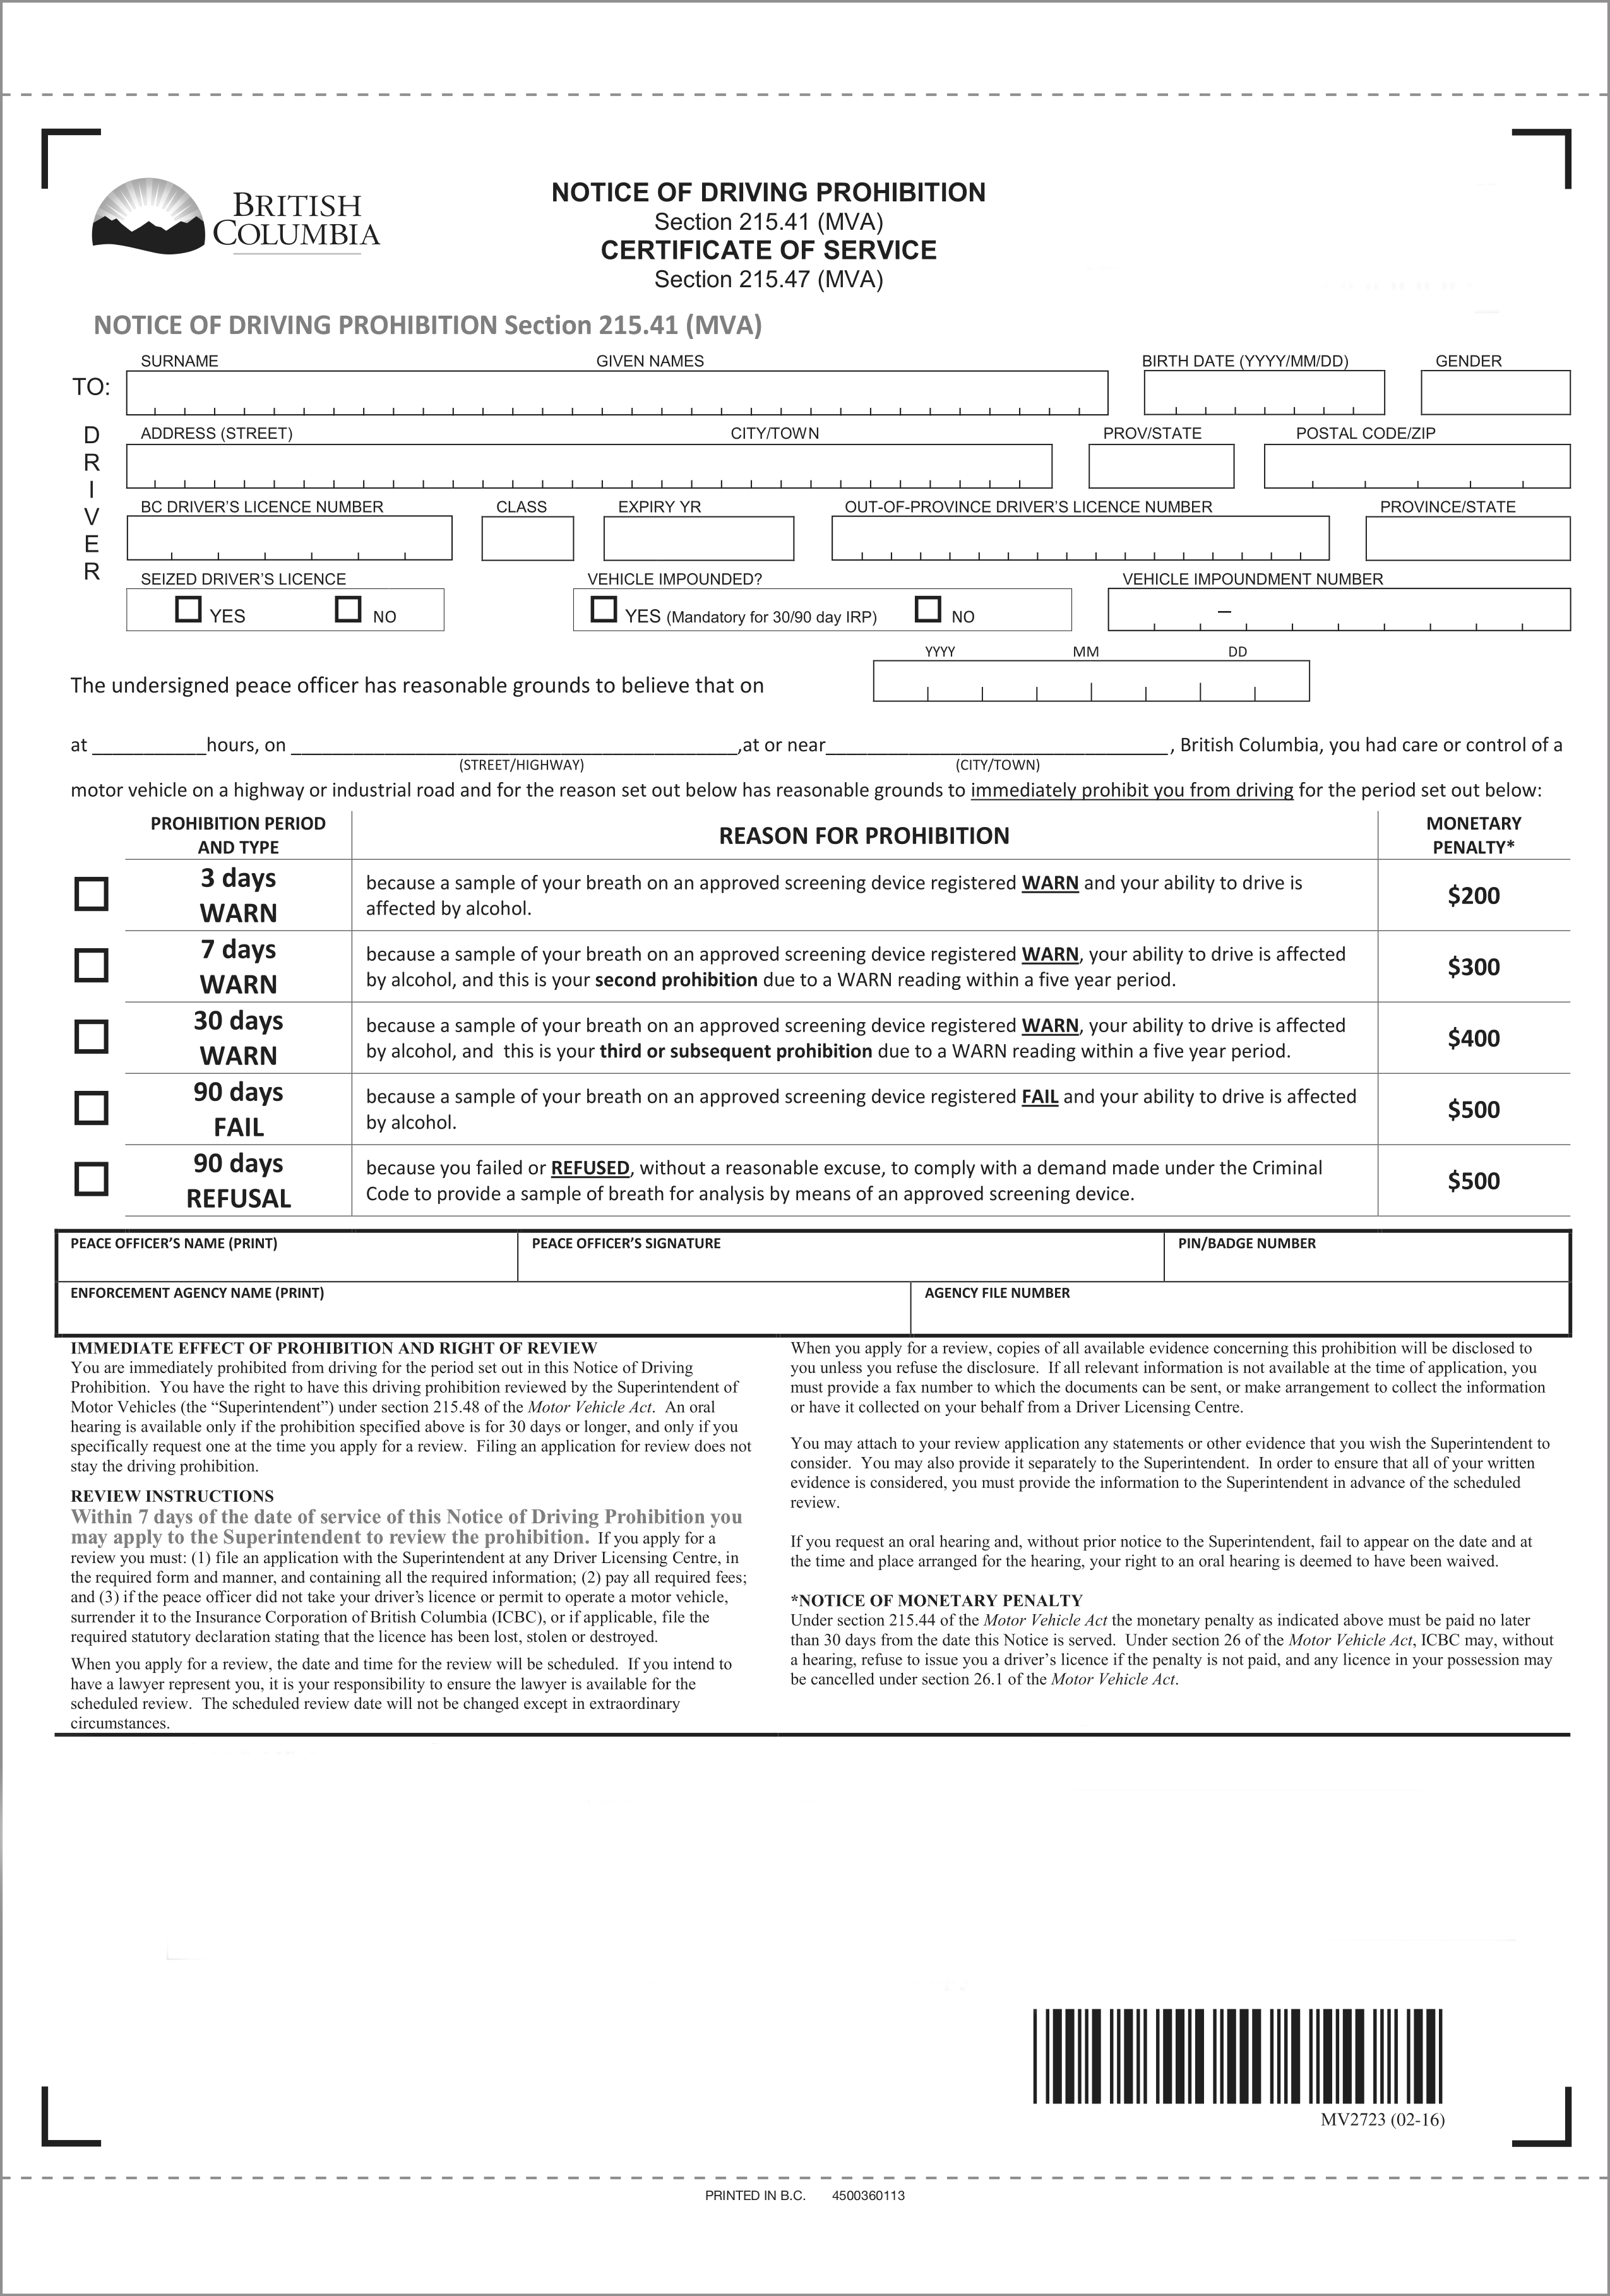 BRITISH
COLUMBIA
NOTICE OF DRIVING PROHIBITION
Section 215.41 (MVA)
CERTIFICATE OF SERVICE
Section 215.47 (MVA)
NOTICE OF DRIVING PROHIBITION Section 215.41 (MVA)
SURNAME GIVEN NAMES BIRTH DATE (YYYY/MM/DD) GENDER
TO:
DRIVER
ADDRESS (STREET) CITY/TOWN PROV/STATE POSTAL CODE/ZIP
BC DRIVER'S LICENCE NUMBER CLASS EXPIRY YR OUT-OF-PROVINCE DRIVER'S LICENCE NUMBER PROVINCE/STATE
SEIZED DRIVER'S LICENCE VEHICLE IMPOUNDED? VEHICLE IMPOUNDMENT NUMBER
YES NO YES (Mandatory for 30/90 day IRP) NO –
YYYY MM DD
The undersigned peace officer has reasonable grounds to believe that on
at ___________hours, on ___________________________________________,at or near_________________________________, British Columbia, you had care or control of a
(STREET/HIGHWAY) (CITY/TOWN)
motor vehicle on a highway or industrial road and for the reason set out below has reasonable grounds to immediately prohibit you from driving for the period set out below:
PROHIBITION PERIOD
AND TYPE
REASON FOR PROHIBITION
MONETARY
PENALTY*
3 days
WARN
because a sample of your breath on an approved screening device registered WARN and your ability to drive is
affected by alcohol.
$200
7 days
WARN
because a sample of your breath on an approved screening device registered WARN, your ability to drive is affected
by alcohol, and this is your second prohibition due to a WARN reading within a five year period.
$300
30 days
WARN
because a sample of your breath on an approved screening device registered WARN, your ability to drive is affected
by alcohol, and this is your third or subsequent prohibition due to a WARN reading within a five year period.
$400
90 days
FAIL
because a sample of your breath on an approved screening device registered FAIL and your ability to drive is affected
by alcohol.
$500
90 days
REFUSAL
because you failed or REFUSED, without a reasonable excuse, to comply with a demand made under the Criminal
Code to provide a sample of breath for analysis by means of an approved screening device.
$500
PEACE OFFICER'S NAME (PRINT) PEACE OFFICER'S SIGNATURE PIN/BADGE NUMBER
ENFORCEMENT AGENCY NAME (PRINT) AGENCY FILE NUMBER
IMMEDIATE EFFECT OF PROHIBITION AND RIGHT OF REVIEW
You are immediately prohibited from driving for the period set out in this Notice of Driving
Prohibition. You have the right to have this driving prohibition reviewed by the Superintendent of
Motor Vehicles (the “Superintendent”) under section 215.48 of the Motor Vehicle Act. An oral
hearing is available only if the prohibition specified above is for 30 days or longer, and only if you
specifically request one at the time you apply for a review. Filing an application for review does not
stay the driving prohibition.
REVIEW INSTRUCTIONS
Within 7 days of the date of service of this Notice of Driving Prohibition you
may apply to the Superintendent to review the prohibition. If you apply for a
review you must: (1) file an application with the Superintendent at any Driver Licensing Centre, in
the required form and manner, and containing all the required information; (2) pay all required fees;
and (3) if the peace officer did not take your driver's licence or permit to operate a motor vehicle,
surrender it to the Insurance Corporation of British Columbia (ICBC), or if applicable, file the
required statutory declaration stating that the licence has been lost, stolen or destroyed.
When you apply for a review, the date and time for the review will be scheduled. If you intend to
have a lawyer represent you, it is your responsibility to ensure the lawyer is available for the
scheduled review. The scheduled review date will not be changed except in extraordinary
circumstances.
When you apply for a review, copies of all available evidence concerning this prohibition will be disclosed to
you unless you refuse the disclosure. If all relevant information is not available at the time of application, you
must provide a fax number to which the documents can be sent, or make arrangement to collect the information
or have it collected on your behalf from a Driver Licensing Centre.
You may attach to your review application any statements or other evidence that you wish the Superintendent to
consider. You may also provide it separately to the Superintendent. In order to ensure that all of your written
evidence is considered, you must provide the information to the Superintendent in advance of the scheduled
review.
If you request an oral hearing and, without prior notice to the Superintendent, fail to appear on the date and at
the time and place arranged for the hearing, your right to an oral hearing is deemed to have been waived.
*NOTICE OF MONETARY PENALTY
Under section 215.44 of the Motor Vehicle Act the monetary penalty as indicated above must be paid no later
than 30 days from the date this Notice is served. Under section 26 of the Motor Vehicle Act, ICBC may, without
a hearing, refuse to issue you a driver's licence if the penalty is not paid, and any licence in your possession may
be cancelled under section 26.1 of the Motor Vehicle Act.
MV2723 (02-16)
PRINTED IN B.C. 4500360113